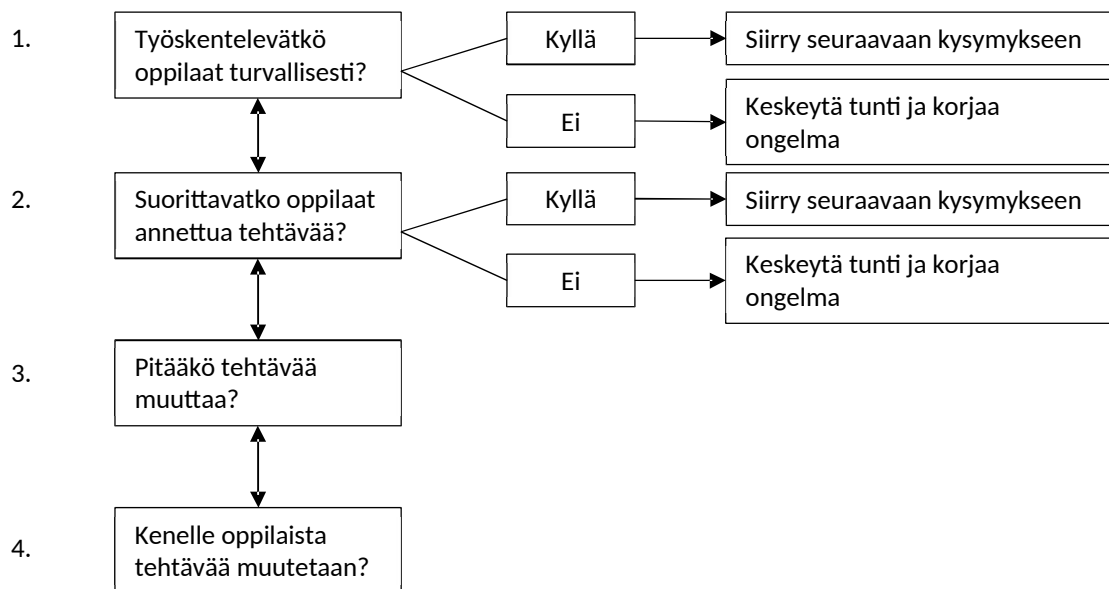 1.
Työskentelevätkö
oppilaat turvallisesti?
Kyllä
Siirry seuraavaan kysymykseen
Ei
Keskeytä tunti ja korjaa
ongelma
2.
Suorittavatko oppilaat
annettua tehtävää?
Kyllä
Siirry seuraavaan kysymykseen
Ei
Keskeytä tunti ja korjaa
ongelma
3.
Pitääkö tehtävää
muuttaa?
4.
Kenelle oppilaista
tehtävää muutetaan?